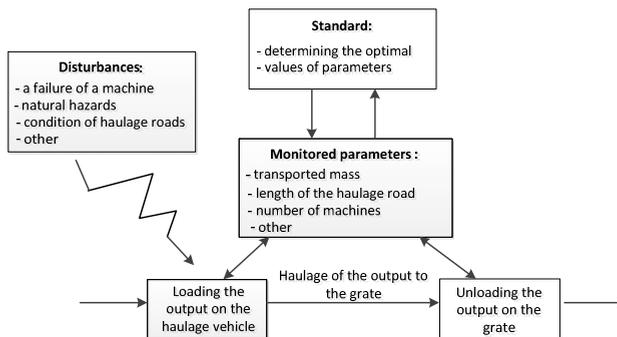 Standard:
- determining the optimal
- values of parameters
Disturbances:
- a failure of a machine
- natural hazards
- condition of haulage roads
- other
Monitored parameters :
- transported mass
- length of the haulage road
- number of machines
- other
Haulage of the output to
the grate
Loading the
output on the
haulage vehicle
Unloading the
output on the
grate